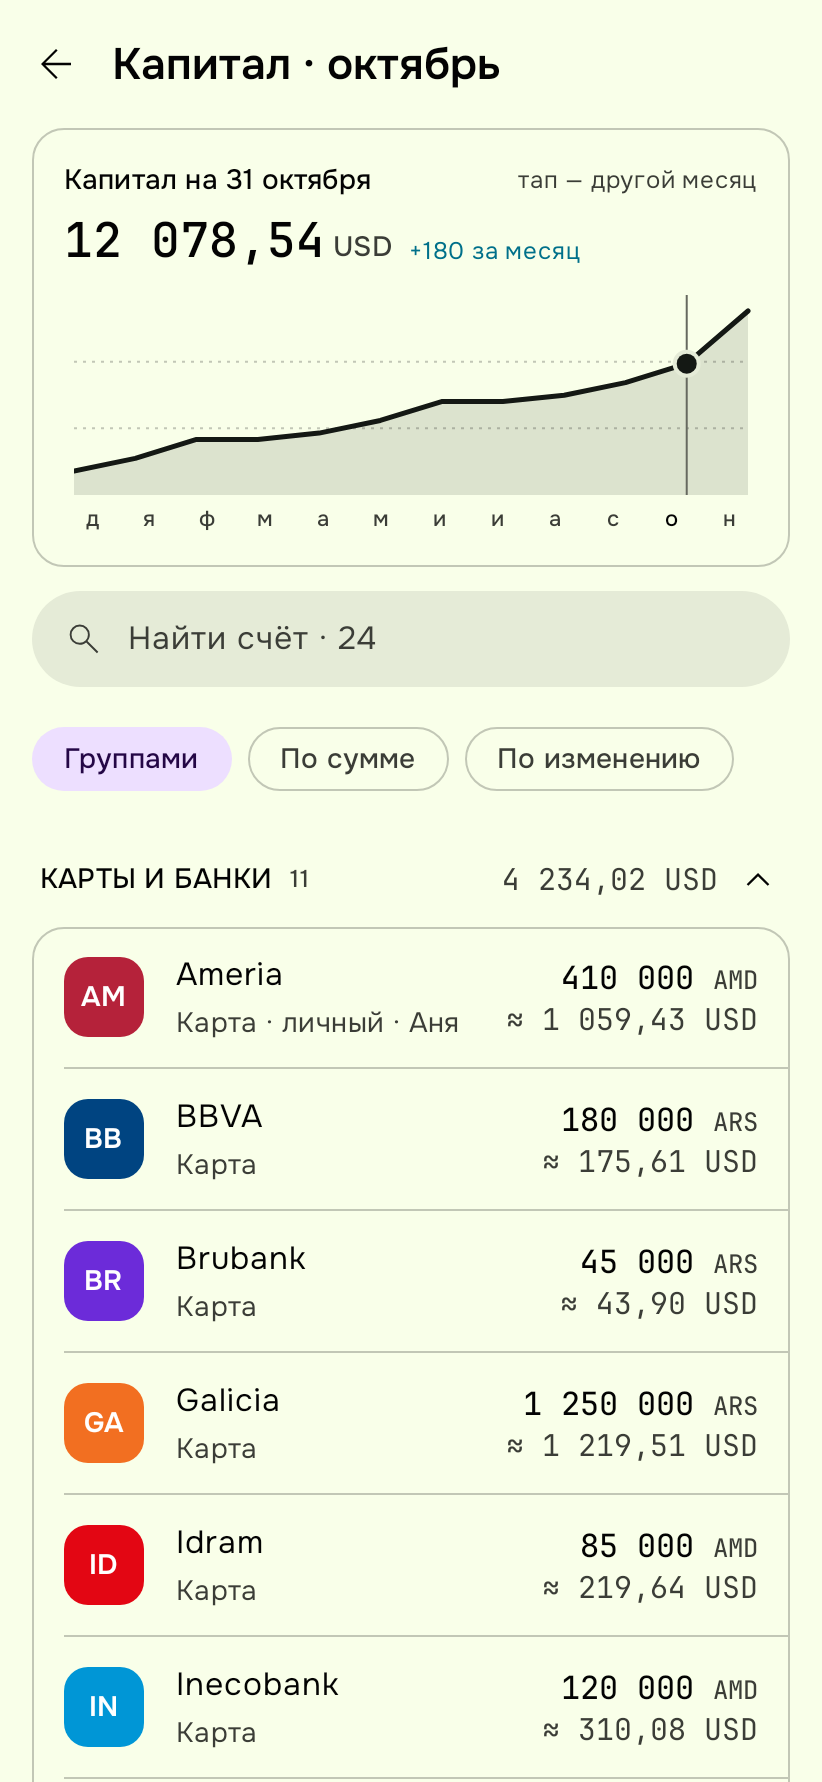 Капитал · октябрь
Капитал на 31 октября
тап — другой месяц
12 078,54 USD +180 за месяц
д я ф м а м и и а с о н
Найти счёт · 24
Группами
По сумме
По изменению
КАРТЫ И БАНКИ 11
4 234,02 USD
AM
Ameria
410 000 AMD
Карта · личный · Аня
≈ 1 059,43 USD
BB
BBVA
180 000 ARS
Карта
≈ 175,61 USD
BR
Brubank
45 000 ARS
Карта
≈ 43,90 USD
GA
Galicia
1 250 000 ARS
Карта
≈ 1 219,51 USD
ID
Idram
85 000 AMD
Карта
≈ 219,64 USD
IN
Inecobank
120 000 AMD
Карта
≈ 310,08 USD